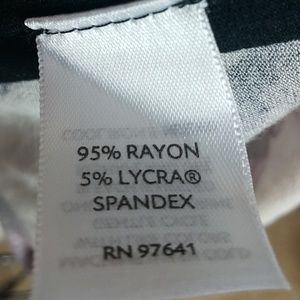 95% RAYON
5% LYCRA®
SPANDEX
RN 97641